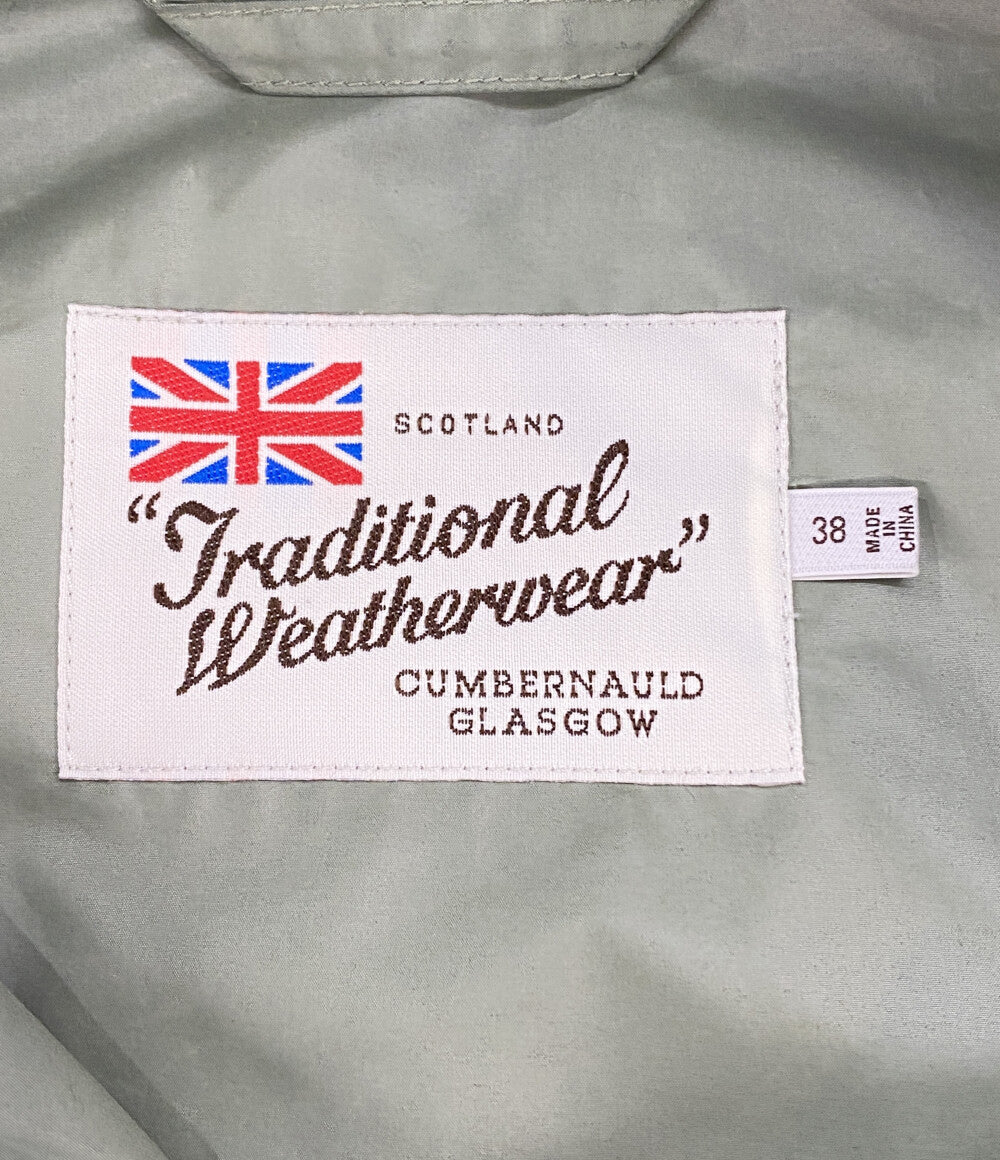 SCOTLAND
“Traditional
Weatherwear”
CUMBERNAULD
GLASGOW
38
MADE
IN
CHINA